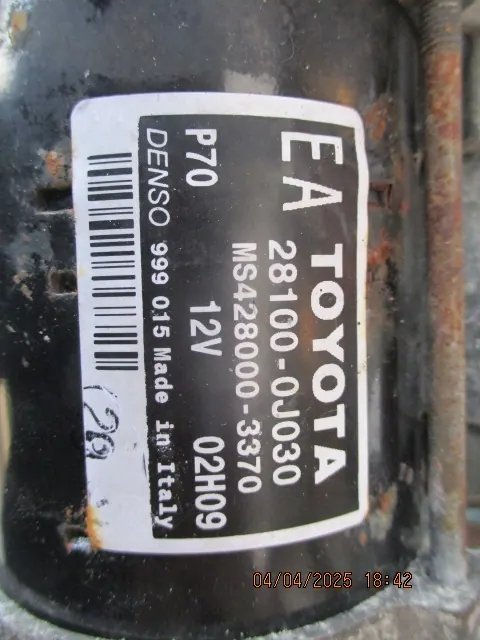 EA TOYOTA
28100-0J030
MS428000-3370
P70 12V 02H09
DENSO 999 015 Made in Italy
04/04/2025 18:42